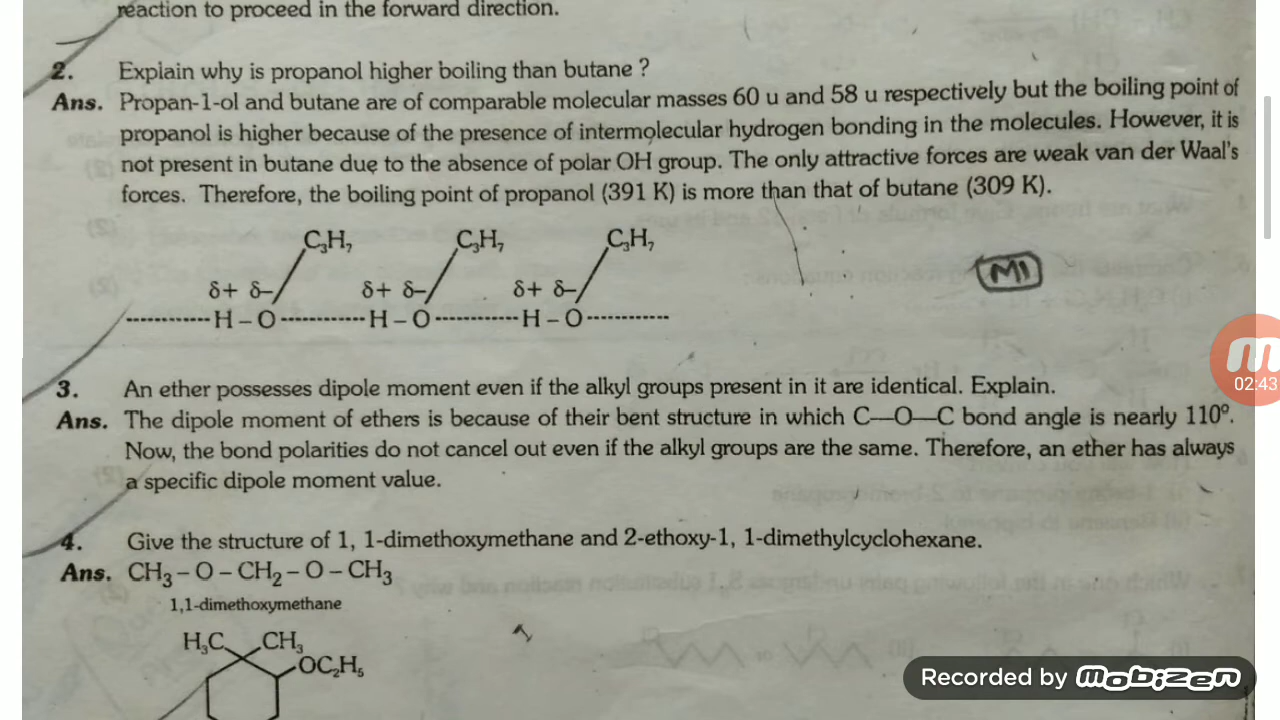 reaction to proceed in the forward direction.
2. Explain why is propanol higher boiling than butane ?
Ans. Propan-1-ol and butane are of comparable molecular masses 60 u and 58 u respectively but the boiling point of
propanol is higher because of the presence of intermolecular hydrogen bonding in the molecules. However, it is
not present in butane due to the absence of polar OH group. The only attractive forces are weak van der Waal's
forces. Therefore, the boiling point of propanol (391 K) is more than that of butane (309 K).
C₃H₇ C₃H₇ C₃H₇
δ+ δ– δ+ δ– δ+ δ–
------------H – O------------H – O------------H – O------------
M1
02:43
3. An ether possesses dipole moment even if the alkyl groups present in it are identical. Explain.
Ans. The dipole moment of ethers is because of their bent structure in which C—O—C bond angle is nearly 110°.
Now, the bond polarities do not cancel out even if the alkyl groups are the same. Therefore, an ether has always
a specific dipole moment value.
4. Give the structure of 1, 1-dimethoxymethane and 2-ethoxy-1, 1-dimethylcyclohexane.
Ans. CH₃ – O – CH₂ – O – CH₃
1,1-dimethoxymethane
H₃C CH₃
OC₂H₅
Recorded by mobizen